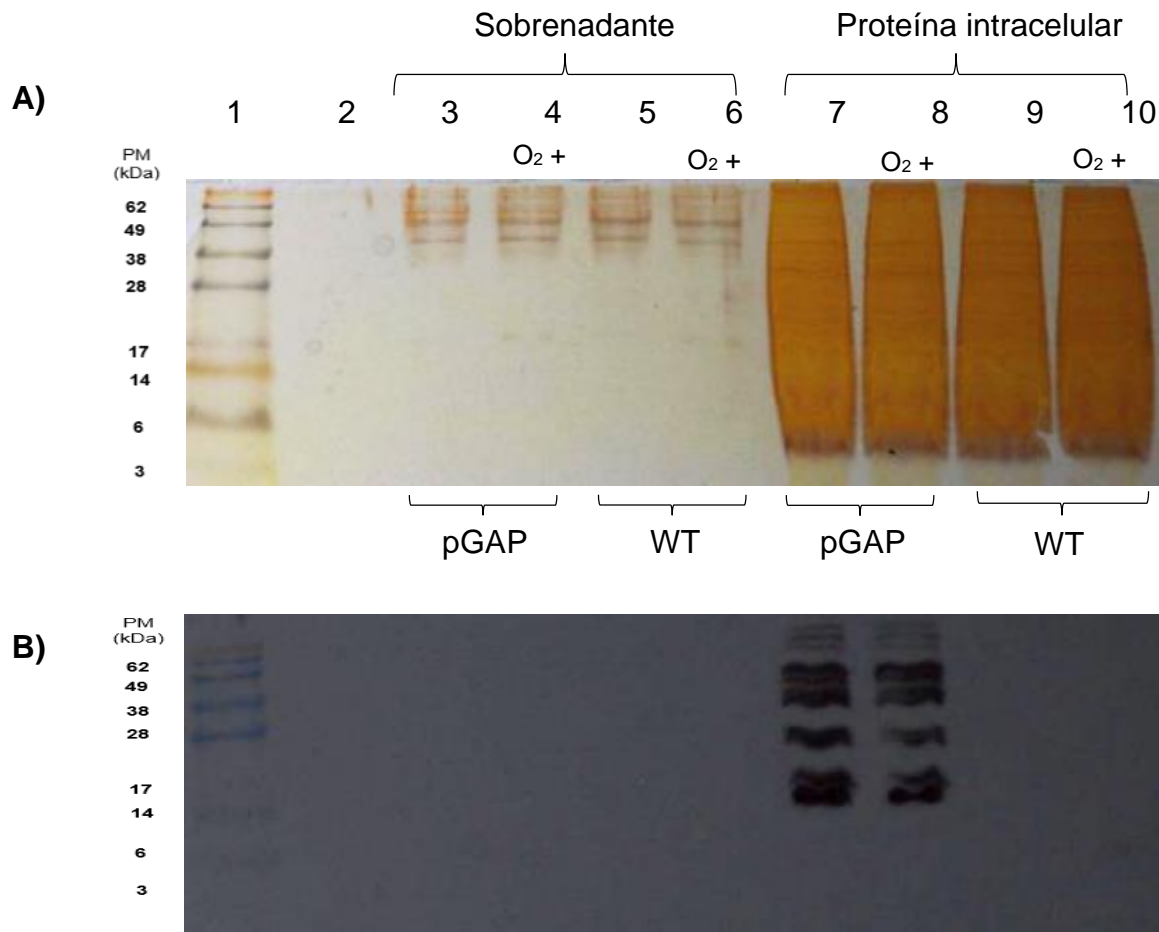 Sobrenadante Proteína intracelular
A)
1 2 3 4 5 6 7 8 9 10
O₂ + O₂ + O₂ + O₂ +
PM
(kDa)
62
49
38
28
17
14
6
3
pGAP WT pGAP WT
B)
PM
(kDa)
62
49
38
28
17
14
6
3